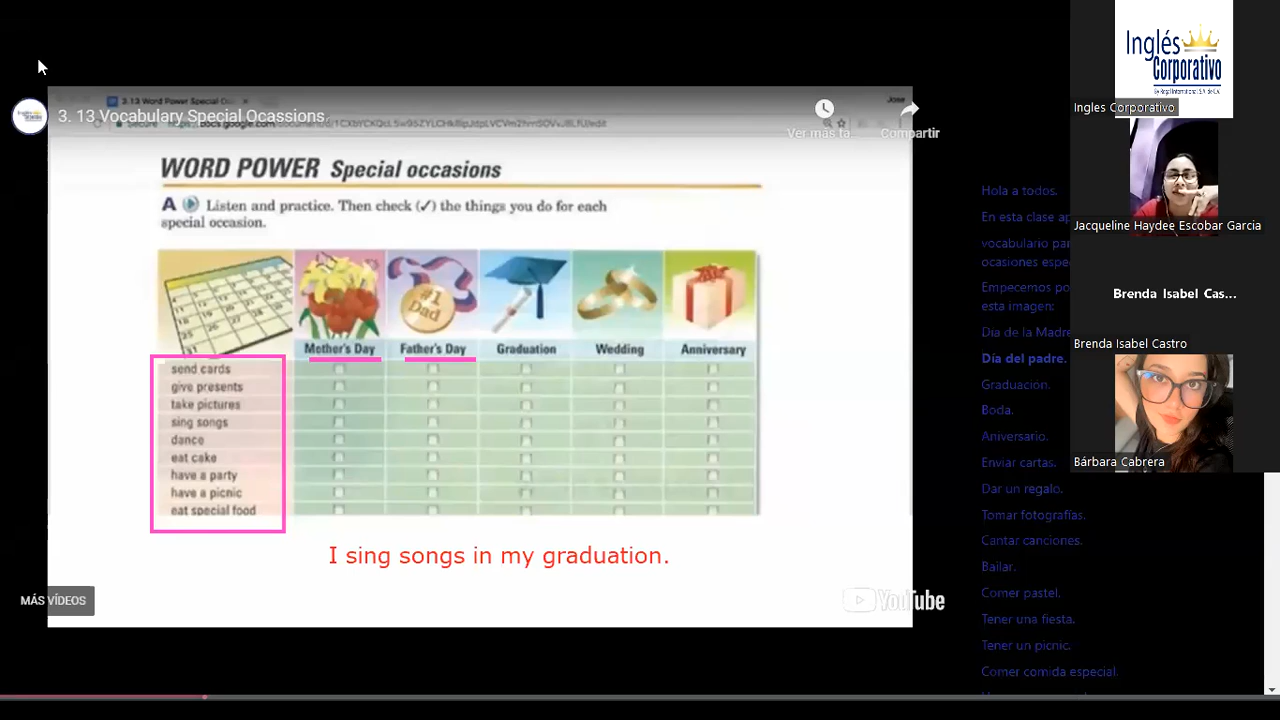 3. 13 Vocabulary Special Ocassions
Ver más ta...
Compartir
WORD POWER Special occasions
A Listen and practice. Then check (✓) the things you do for each
special occasion.
#1
Dad
Mother's Day Father's Day Graduation Wedding Anniversary
send cards
give presents
take pictures
sing songs
dance
eat cake
have a party
have a picnic
eat special food
I sing songs in my graduation.
MÁS VÍDEOS
YouTube
Hola a todos.
En esta clase ap
vocabulario par
ocasiones espe
Empecemos po
esta imagen:
Dia de la Madre
Día del padre.
Graduación.
Boda.
Aniversario.
Enviar cartas.
Dar un regalo.
Tomar fotografías.
Cantar canciones.
Bailar.
Comer pastel.
Tener una fiesta.
Tener un picnic.
Comer comida especial.
Inglés
Corporativo
Ingles Corporativo
Jacqueline Haydee Escobar Garcia
Brenda Isabel Cas...
Brenda Isabel Castro
Bárbara Cabrera